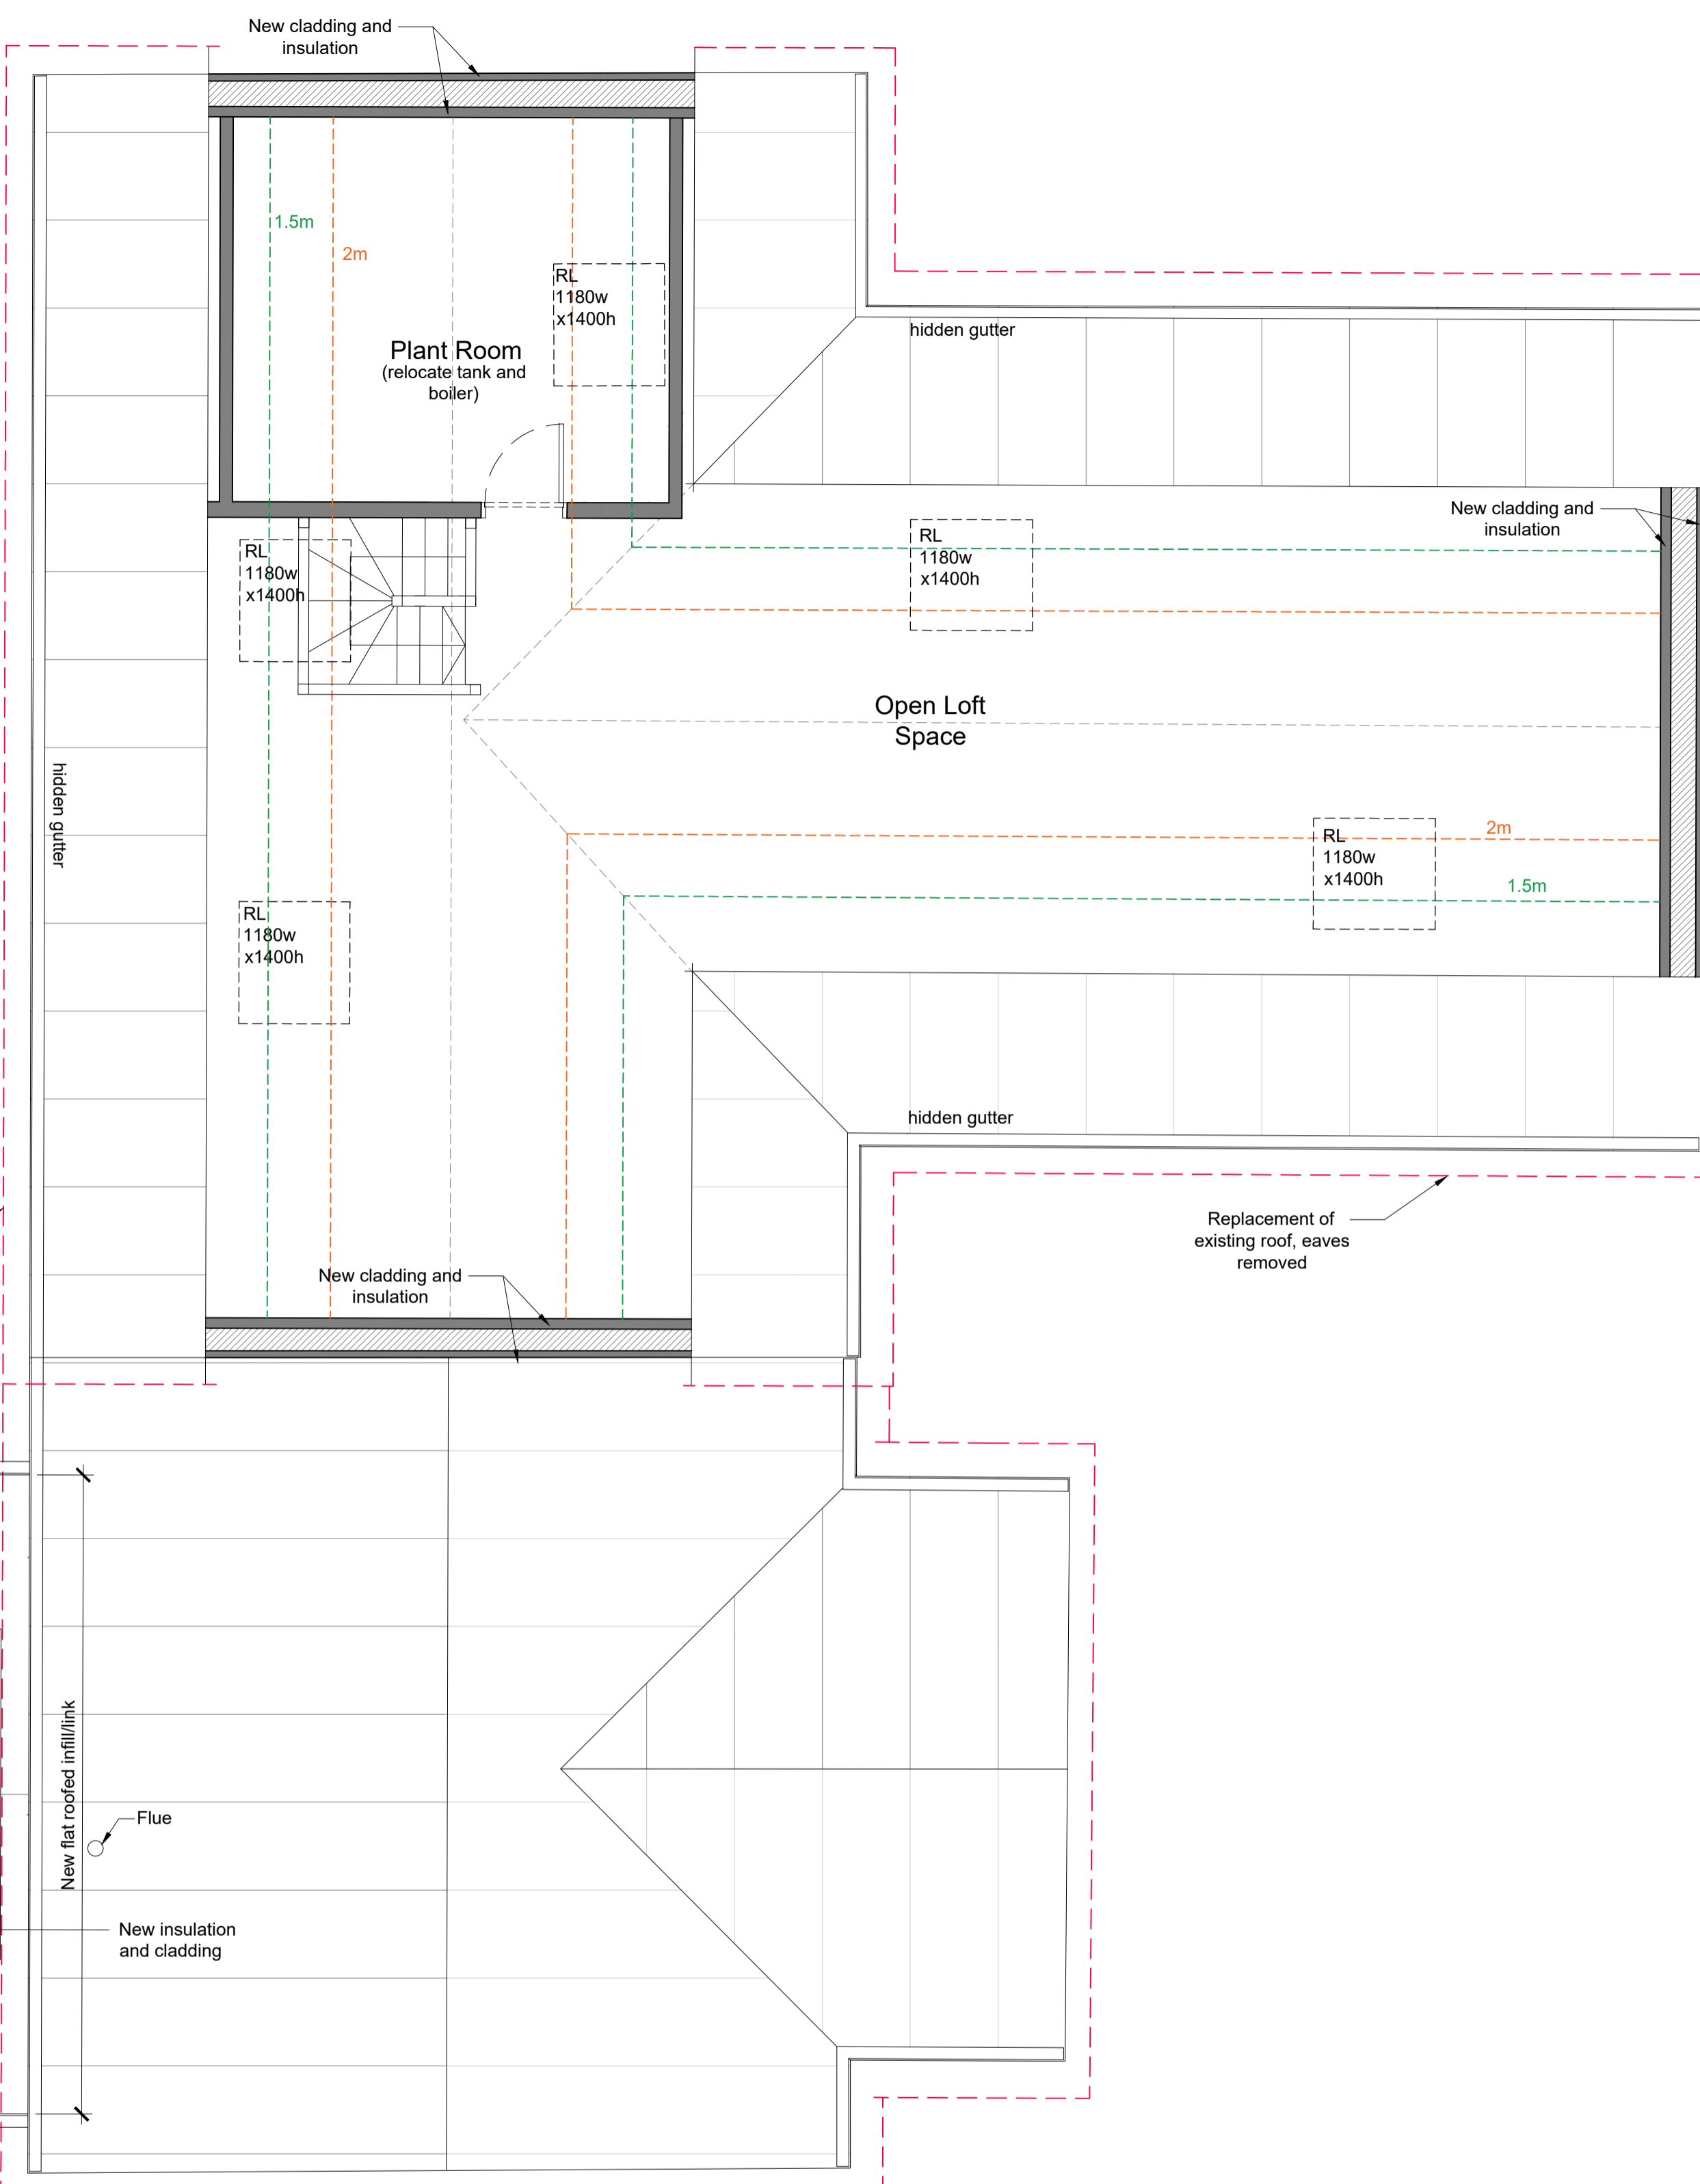 New cladding and
insulation
1.5m
2m
RL
1180w
x1400h
Plant Room
(relocate tank and
boiler)
hidden gutter
New cladding and
insulation
RL
1180w
x1400h
RL
1180w
x1400h
Open Loft
Space
hidden gutter
2m
RL
1180w
x1400h
1.5m
RL
1180w
x1400h
hidden gutter
Replacement of
existing roof, eaves
removed
New cladding and
insulation
New flat roofed infill/link
Flue
New insulation
and cladding